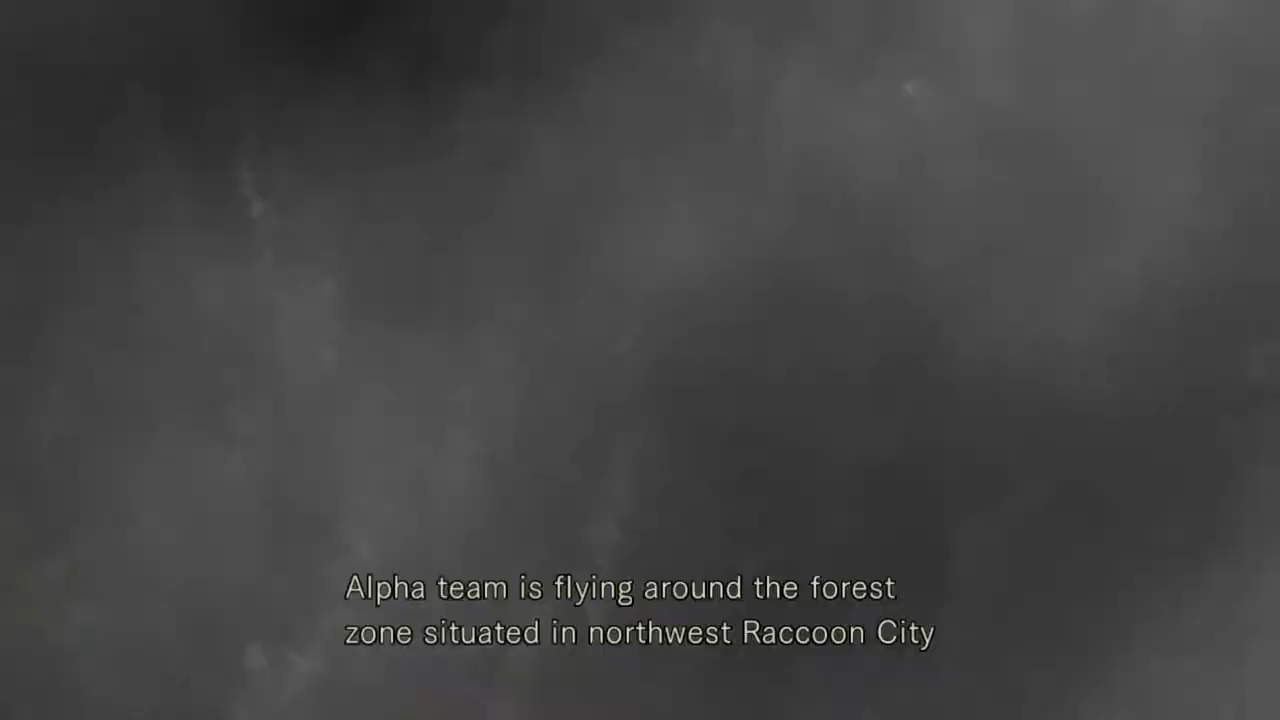 Alpha team is flying around the forest
zone situated in northwest Raccoon City